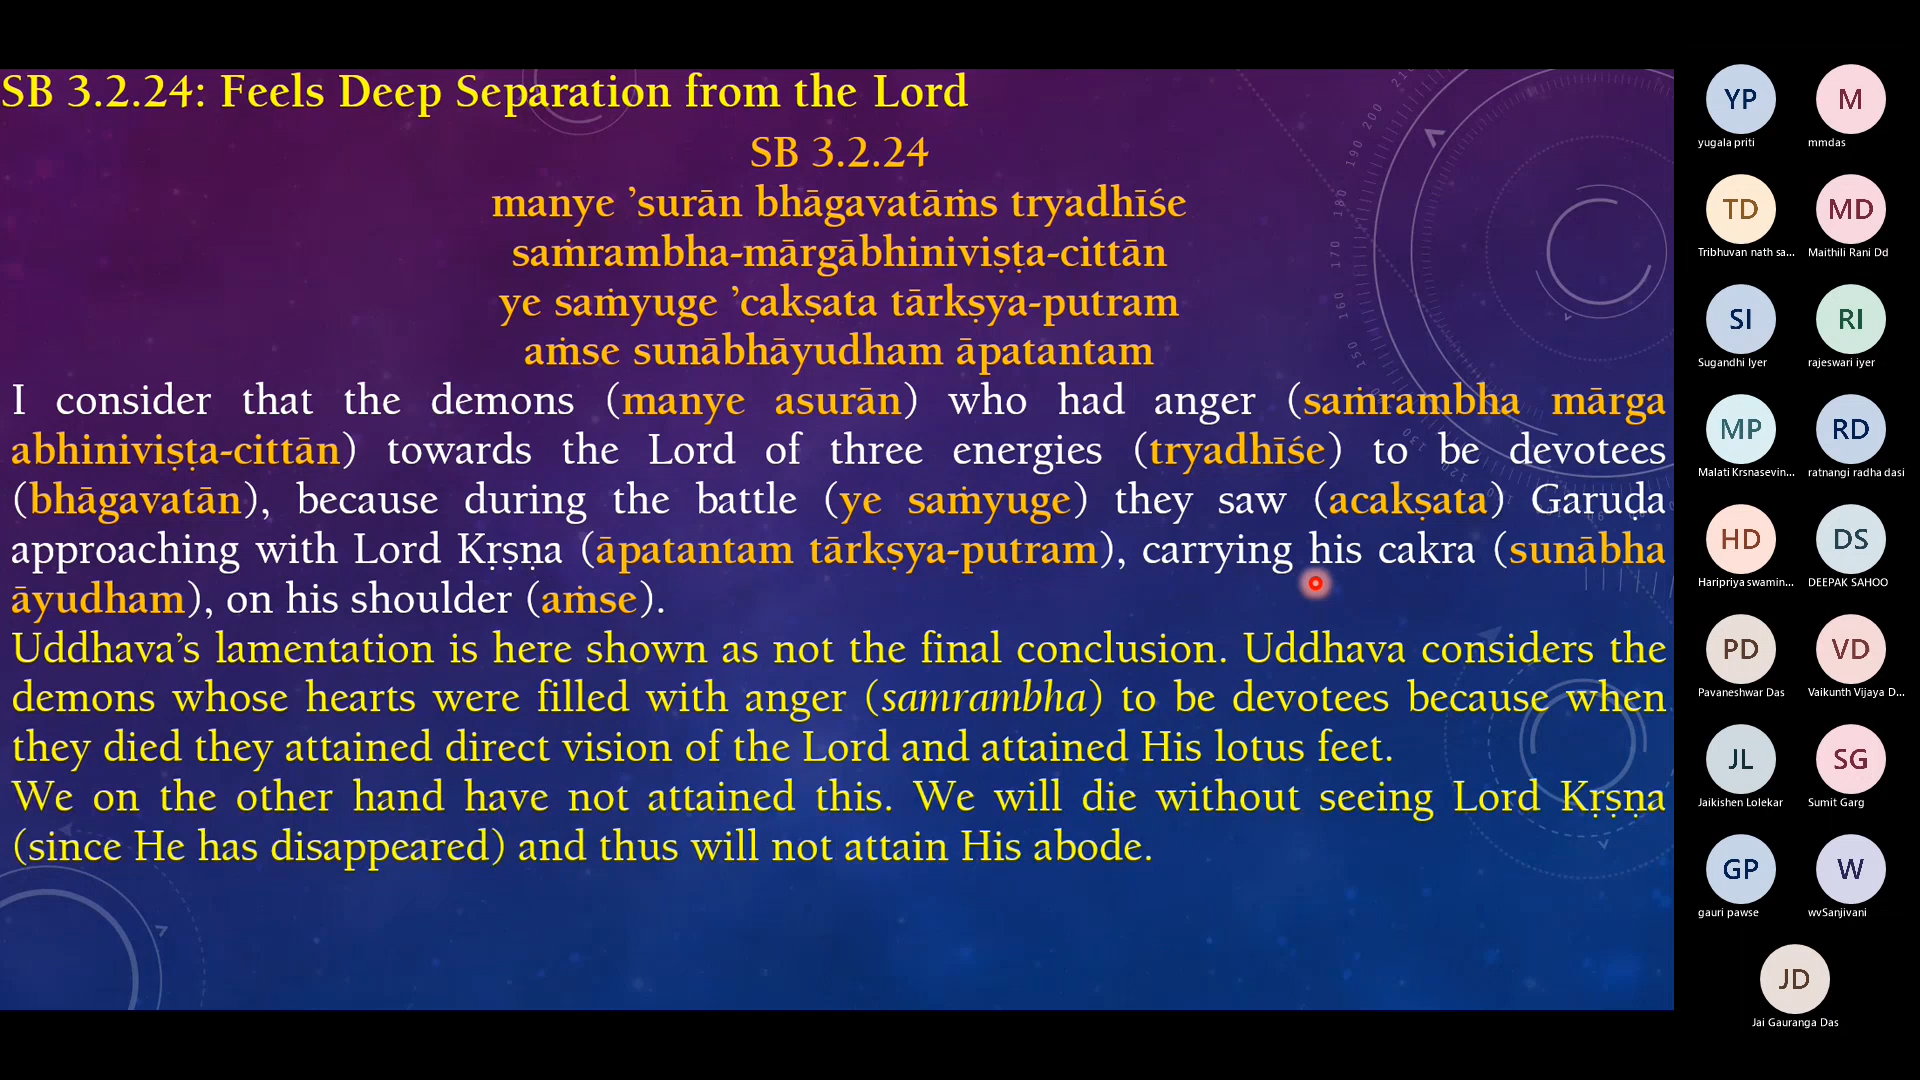 SB 3.2.24: Feels Deep Separation from the Lord
SB 3.2.24
manye ’surān bhāgavatāṁs tryadhīśe
saṁrambha-mārgābhiniviṣṭa-cittān
ye saṁyuge ’cakṣata tārkṣya-putram
aṁse sunābhāyudham āpatantam
I consider that the demons (manye asurān) who had anger (saṁrambha mārga
abhiniviṣṭa-cittān) towards the Lord of three energies (tryadhīśe) to be devotees
(bhāgavatān), because during the battle (ye saṁyuge) they saw (acakṣata) Garuḍa
approaching with Lord Kṛṣṇa (āpatantam tārkṣya-putram), carrying his cakra (sunābha
āyudham), on his shoulder (aṁse).
Uddhava’s lamentation is here shown as not the final conclusion. Uddhava considers the
demons whose hearts were filled with anger (samrambha) to be devotees because when
they died they attained direct vision of the Lord and attained His lotus feet.
We on the other hand have not attained this. We will die without seeing Lord Kṛṣṇa
(since He has disappeared) and thus will not attain His abode.
YP M
yugala priti mmdas
TD MD
Tribhuvan nath sa... Maithili Rani Dd
SI RI
Sugandhi Iyer rajeswari iyer
MP RD
Malati Krsnasevin... ratnangi radha dasi
HD DS
Haripriya swamin... DEEPAK SAHOO
PD VD
Pavaneshwar Das Vaikunth Vijaya D...
JL SG
Jaikishen Lolekar Sumit Garg
GP W
gauri pawse wvSanjivani
JD
Jai Gauranga Das